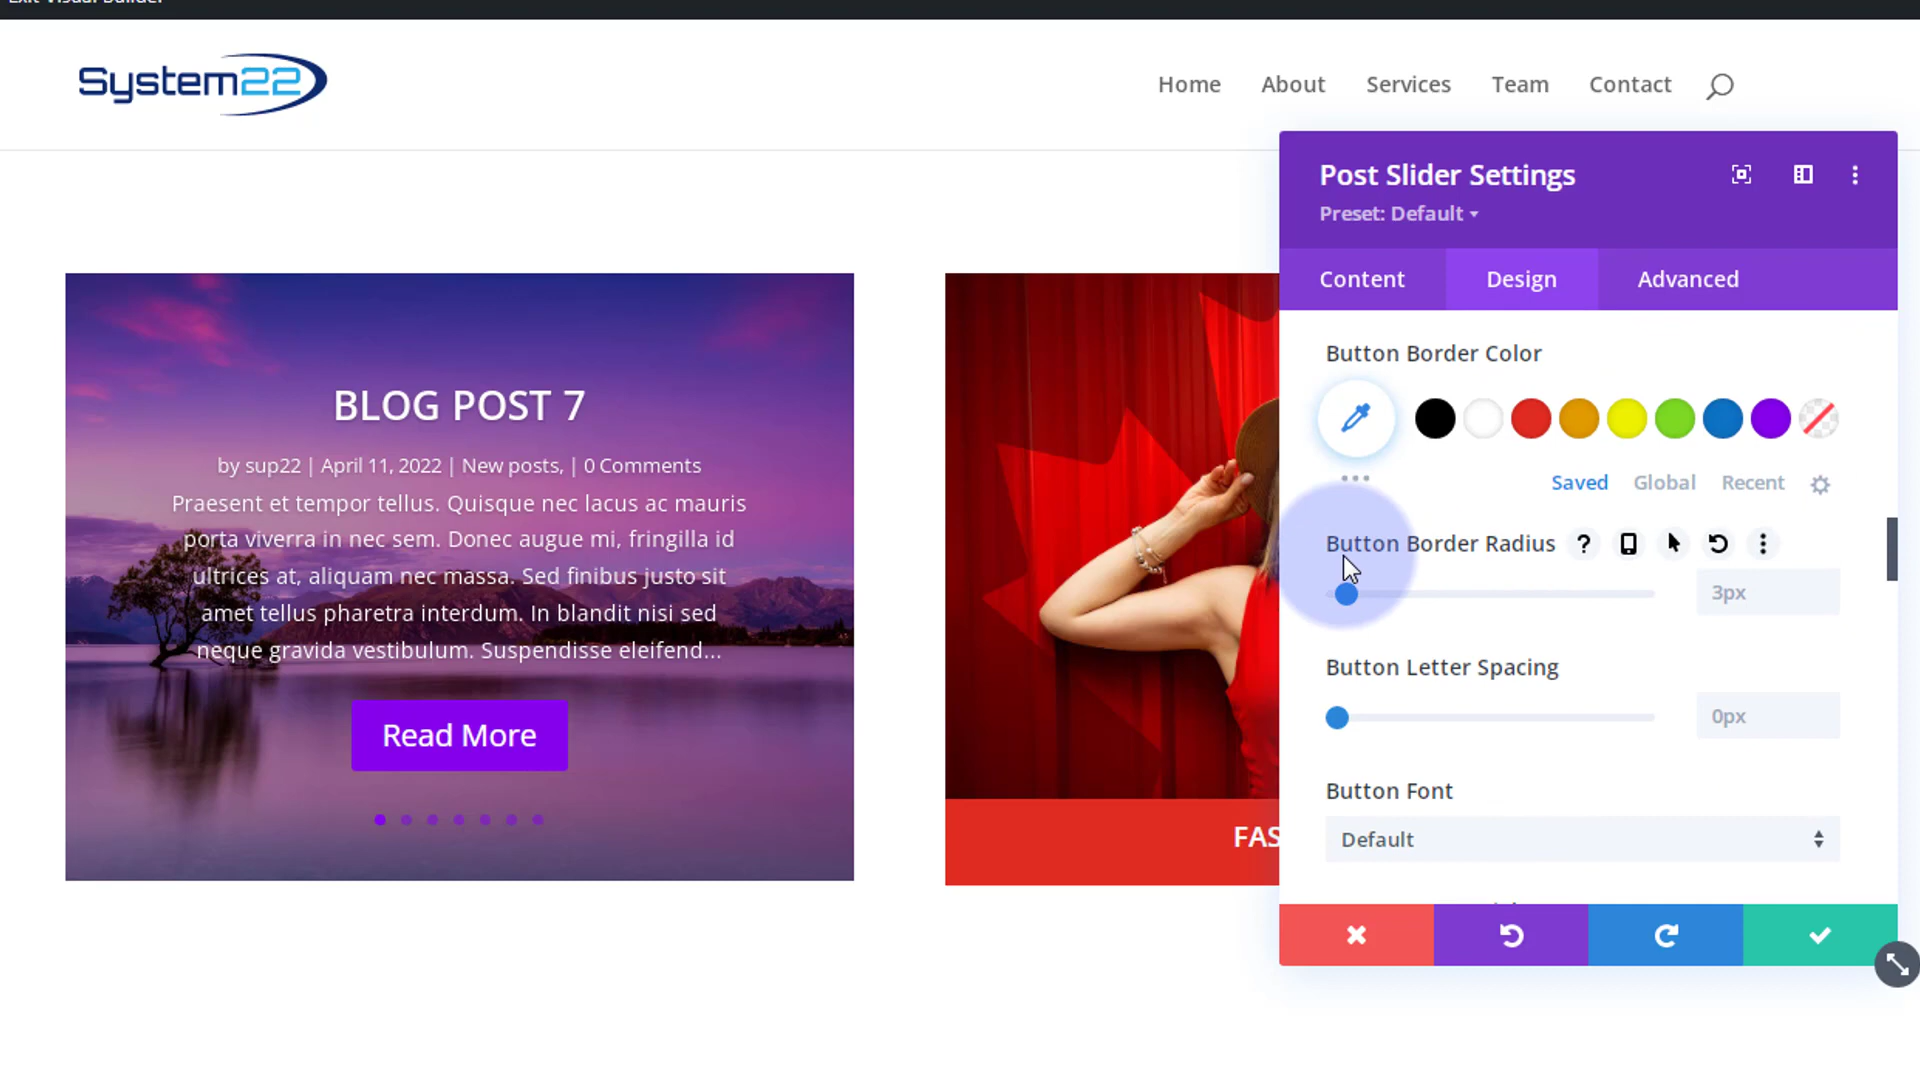 Exit Visual Builder
System22
Home About Services Team Contact
Post Slider Settings
Preset: Default
Content Design Advanced
Button Border Color
Saved Global Recent
Button Border Radius ?
3px
Button Letter Spacing
0px
Button Font
Default
BLOG POST 7
by sup22 | April 11, 2022 | New posts, | 0 Comments
Praesent et tempor tellus. Quisque nec lacus ac mauris
porta viverra in nec sem. Donec augue mi, fringilla id
ultrices at, aliquam nec massa. Sed finibus justo sit
amet tellus pharetra interdum. In blandit nisi sed
neque gravida vestibulum. Suspendisse eleifend...
Read More
FAS